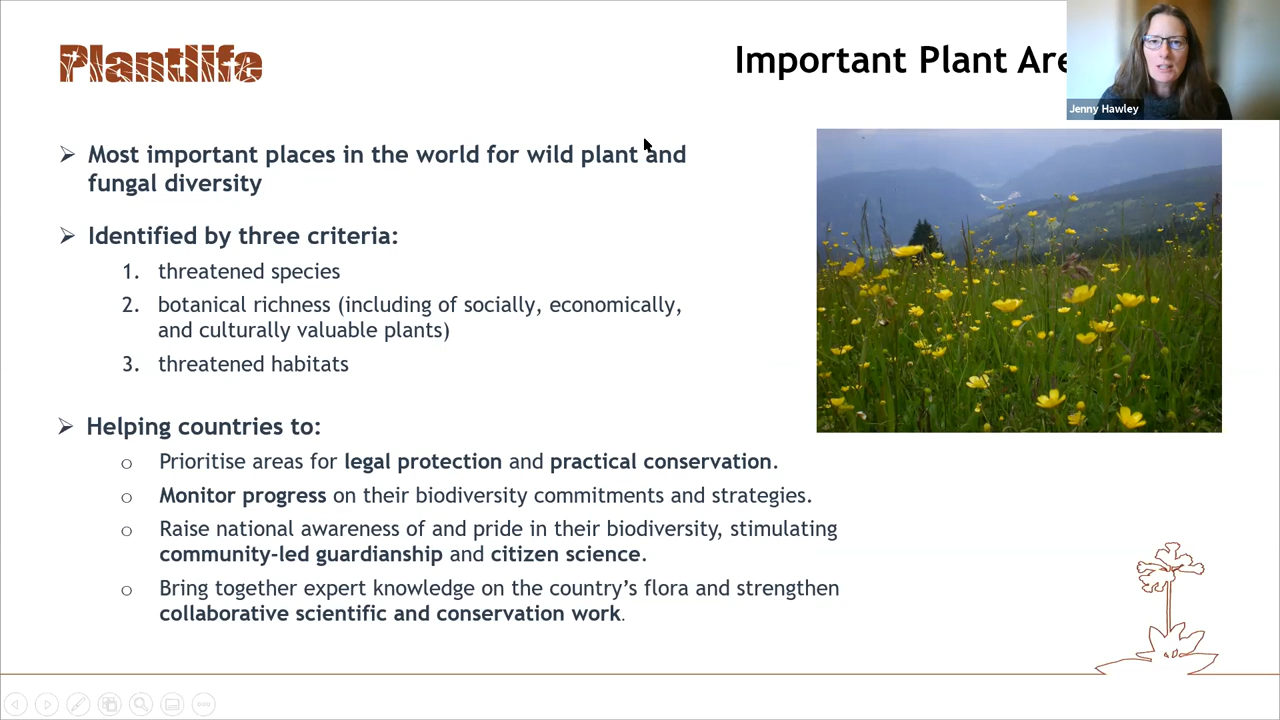 Plantlife
Important Plant Are
Jenny Hawley
➢ Most important places in the world for wild plant and
fungal diversity
➢ Identified by three criteria:
1. threatened species
2. botanical richness (including of socially, economically,
and culturally valuable plants)
3. threatened habitats
➢ Helping countries to:
o Prioritise areas for legal protection and practical conservation.
o Monitor progress on their biodiversity commitments and strategies.
o Raise national awareness of and pride in their biodiversity, stimulating
community-led guardianship and citizen science.
o Bring together expert knowledge on the country’s flora and strengthen
collaborative scientific and conservation work.